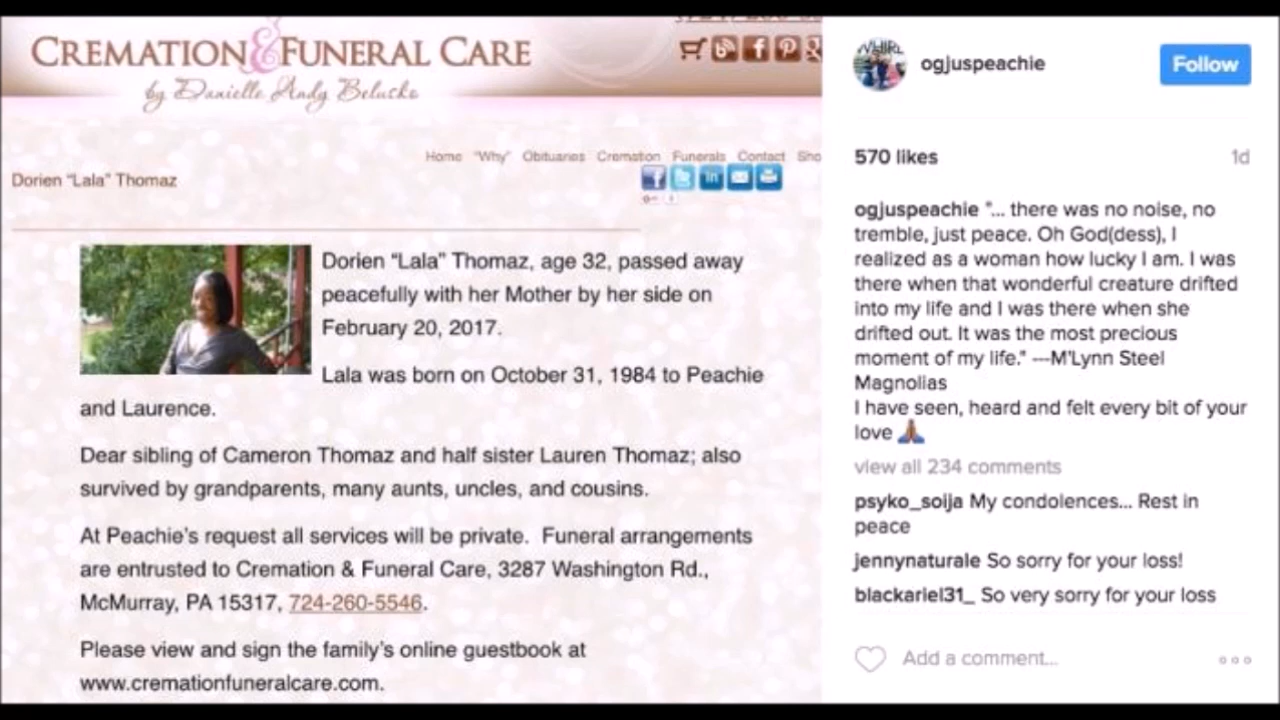 CREMATION & FUNERAL CARE
by Danielle Andy Belusko
Home "Why" Obituaries Cremation Funerals Contact Sho
Dorien “Lala” Thomaz
Dorien “Lala” Thomaz, age 32, passed away
peacefully with her Mother by her side on
February 20, 2017.
Lala was born on October 31, 1984 to Peachie
and Laurence.
Dear sibling of Cameron Thomaz and half sister Lauren Thomaz; also
survived by grandparents, many aunts, uncles, and cousins.
At Peachie’s request all services will be private. Funeral arrangements
are entrusted to Cremation & Funeral Care, 3287 Washington Rd.,
McMurray, PA 15317, 724-260-5546.
Please view and sign the family’s online guestbook at
www.cremationfuneralcare.com.
ogjuspeachie
Follow
570 likes 1d
ogjuspeachie "... there was no noise, no
tremble, just peace. Oh God(dess), I
realized as a woman how lucky I am. I was
there when that wonderful creature drifted
into my life and I was there when she
drifted out. It was the most precious
moment of my life." ---M'Lynn Steel
Magnolias
I have seen, heard and felt every bit of your
love 🙏🏾
view all 234 comments
psyko_soija My condolences... Rest in
peace
jennynaturale So sorry for your loss!
blackariel31_ So very sorry for your loss
Add a comment...